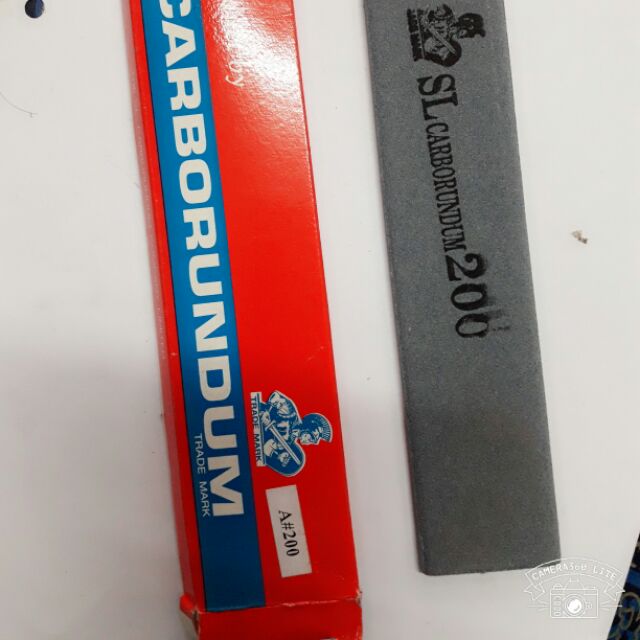 CARBORUNDUM
TRADE MARK
TRADE MARK
A#200
SL CARBORUNDUM 200
CAMERA360 LITE